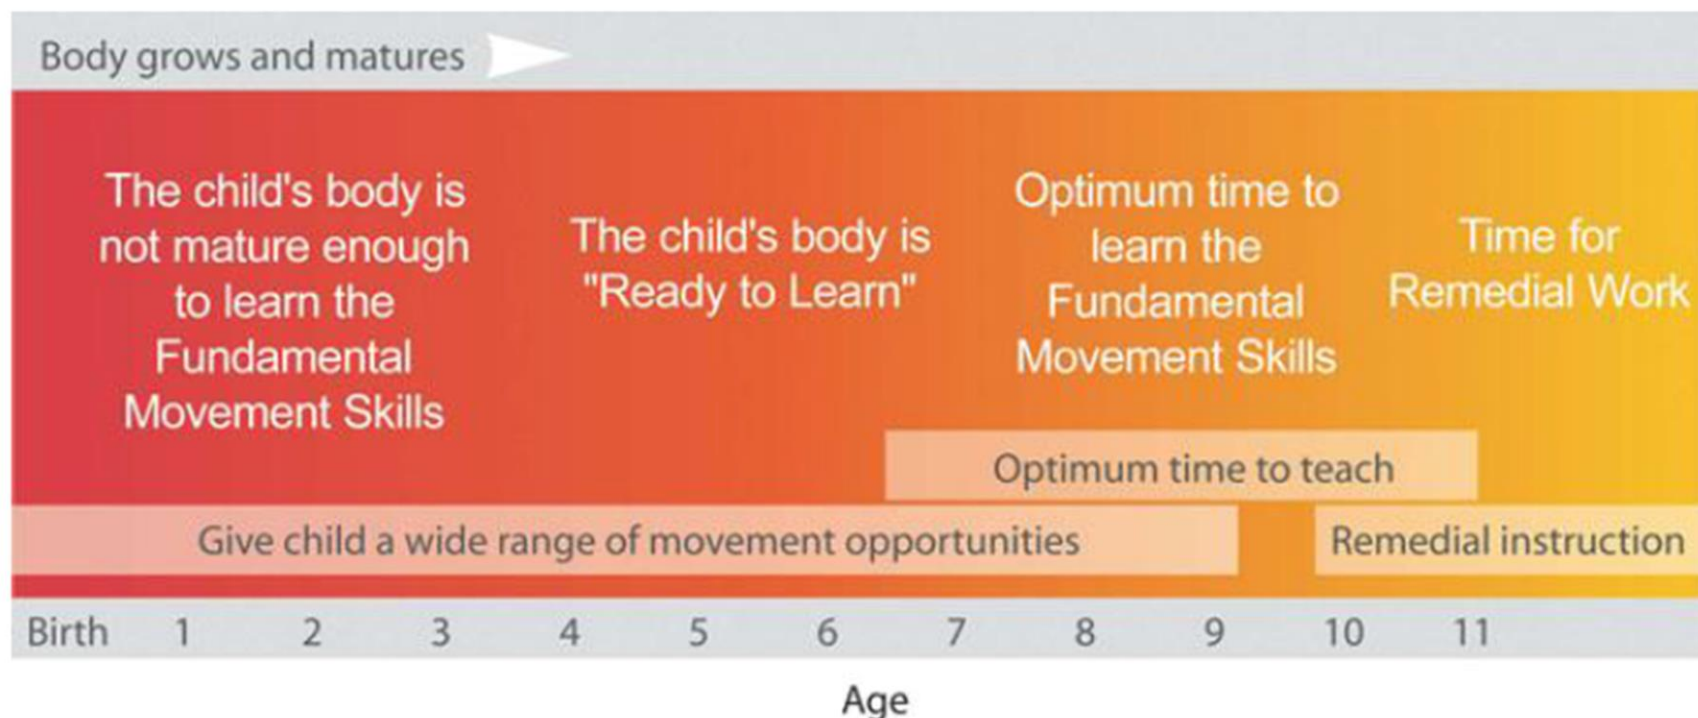 Body grows and matures
The child's body is
not mature enough
to learn the
Fundamental
Movement Skills
The child's body is
"Ready to Learn"
Optimum time to
learn the
Fundamental
Movement Skills
Time for
Remedial Work
Optimum time to teach
Give child a wide range of movement opportunities
Remedial instruction
Birth 1 2 3 4 5 6 7 8 9 10 11
Age